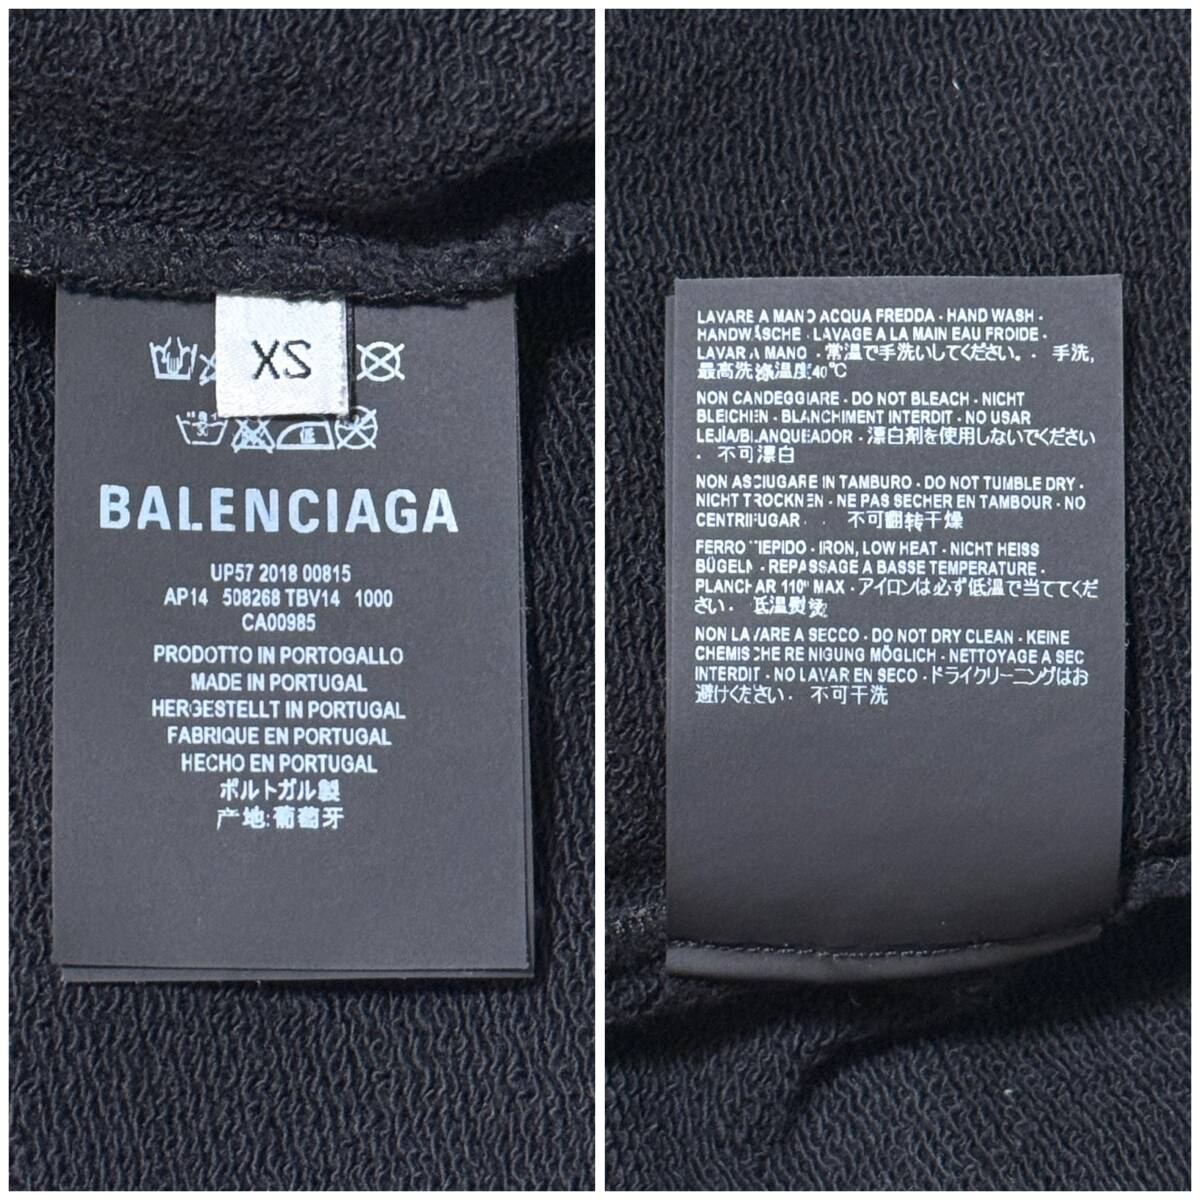 XS
BALENCIAGA
UP57 2018 00815
AP14 508268 TBV14 1000
CA00985
PRODOTTO IN PORTOGALLO
MADE IN PORTUGAL
HERGESTELLT IN PORTUGAL
FABRIQUE EN PORTUGAL
HECHO EN PORTUGAL
ポルトガル製
产地:葡萄牙
LAVARE A MANO ACQUA FREDDA - HAND WASH -
HANDWÄSCHE - LAVAGE A LA MAIN EAU FROIDE -
LAVAR A MANO - 常温で手洗いしてください。- 手洗,
最高洗涤温度40°C
NON CANDEGGIARE - DO NOT BLEACH - NICHT
BLEICHEN - BLANCHIMENT INTERDIT - NO USAR
LEJÍA/BLANQUEADOR - 漂白剤を使用しないでください
- 不可漂白
NON ASCIUGARE IN TAMBURO - DO NOT TUMBLE DRY -
NICHT TROCKNEN - NE PAS SECHER EN TAMBOUR - NO
CENTRIFUGAR - - 不可翻转干燥
FERRO TIEPIDO - IRON, LOW HEAT - NICHT HEISS
BÜGELN - REPASSAGE A BASSE TEMPERATURE -
PLANCHAR 110° MAX - アイロンは必ず低温で当ててくだ
さい - 低温熨烫
NON LAVARE A SECCO - DO NOT DRY CLEAN - KEINE
CHEMISCHE REINIGUNG MÖGLICH - NETTOYAGE A SEC
INTERDIT - NO LAVAR EN SECO - ドライクリーニングはお
避けください - 不可干洗